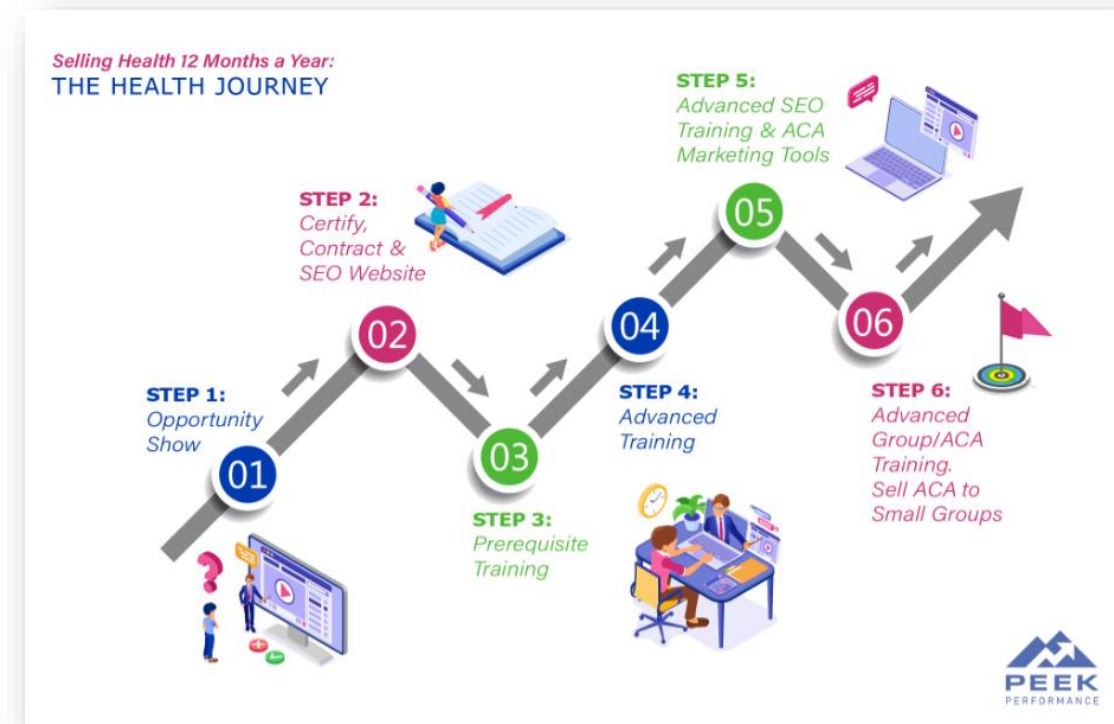 Selling Health 12 Months a Year:
THE HEALTH JOURNEY
STEP 1:
Opportunity
Show
01
STEP 2:
Certify,
Contract &
SEO Website
02
03
STEP 3:
Prerequisite
Training
04
STEP 4:
Advanced
Training
STEP 5:
Advanced SEO
Training & ACA
Marketing Tools
05
06
STEP 6:
Advanced
Group/ACA
Training.
Sell ACA to
Small Groups
?
PEEK
PERFORMANCE